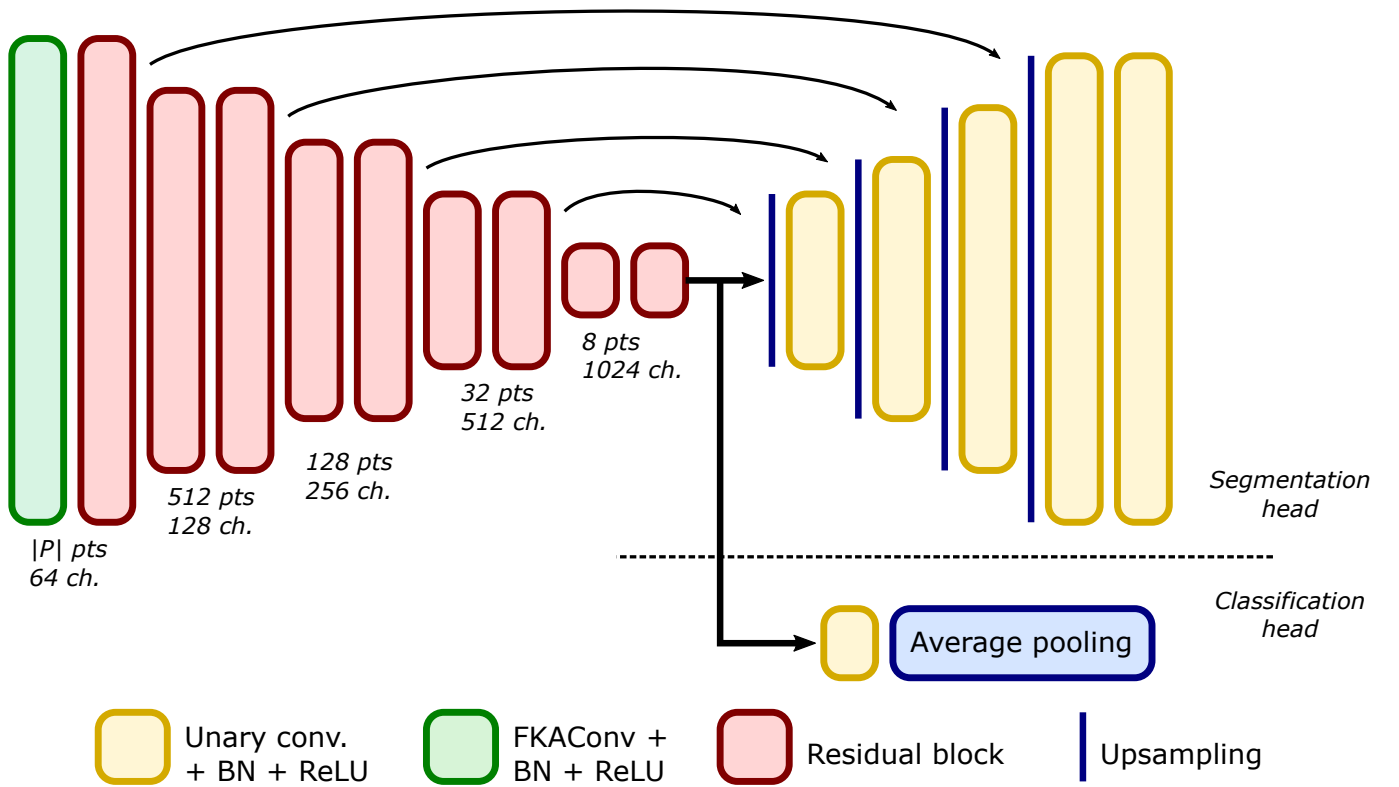 8 pts
1024 ch.
32 pts
512 ch.
128 pts
256 ch.
512 pts
128 ch.
|P| pts
64 ch.
Segmentation
head
Classification
head
Average pooling
Unary conv.
+ BN + ReLU
FKAConv +
BN + ReLU
Residual block
Upsampling